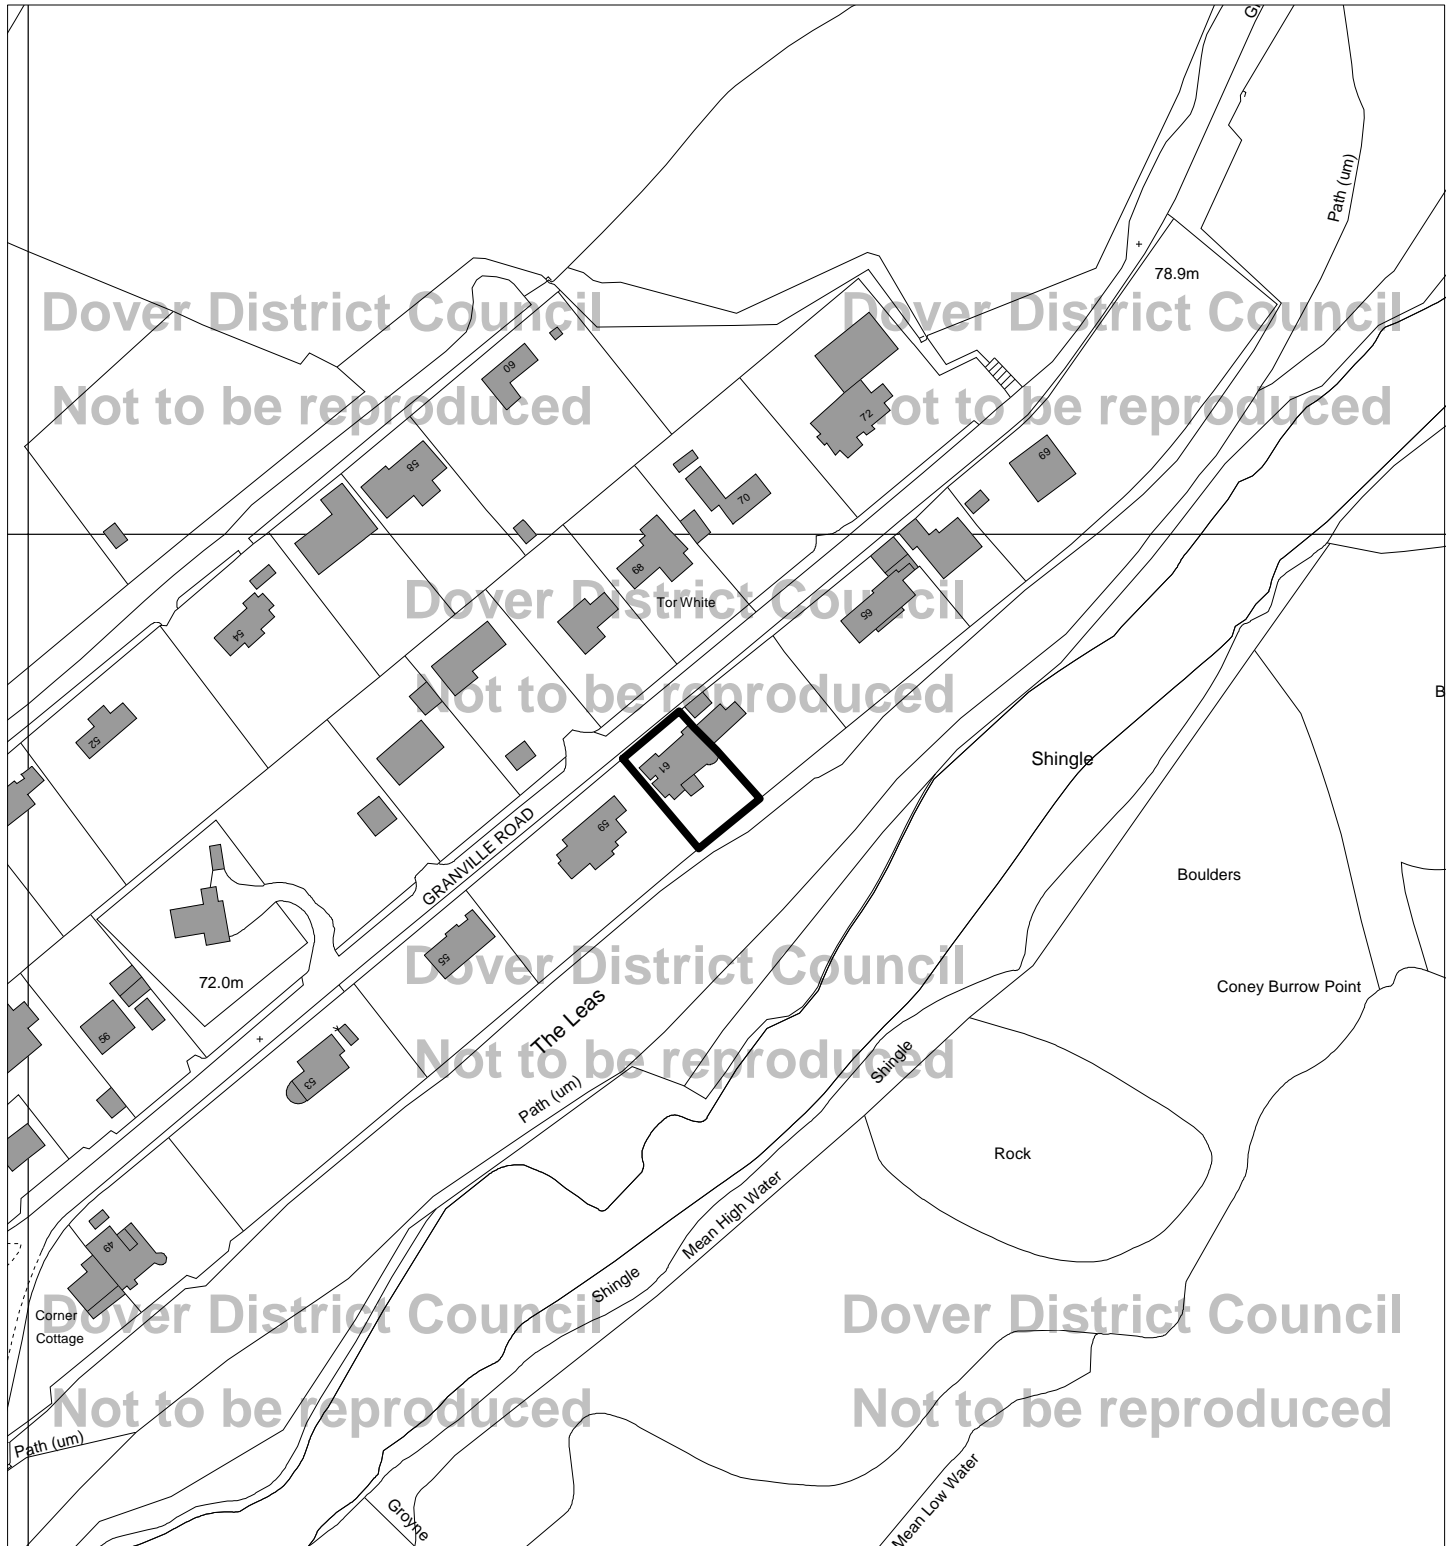 Path (um)
78.9m
Dover District Council
Dover District Council
60
Not to be reproduced
Not to be reproduced
72
69
58
70
68
Dover District Council
Tor White
65
54
Not to be reproduced
52
61
Shingle
59
GRANVILLE ROAD
Boulders
55
Dover District Council
72.0m
Coney Burrow Point
The Leas
95
Not to be reproduced
Shingle
53
Path (um)
Rock
Mean High Water
49
Shingle
Corner
Cottage
Dover District Council
Dover District Council
Not to be reproduced
Not to be reproduced
Path (um)
Groyne
Mean Low Water